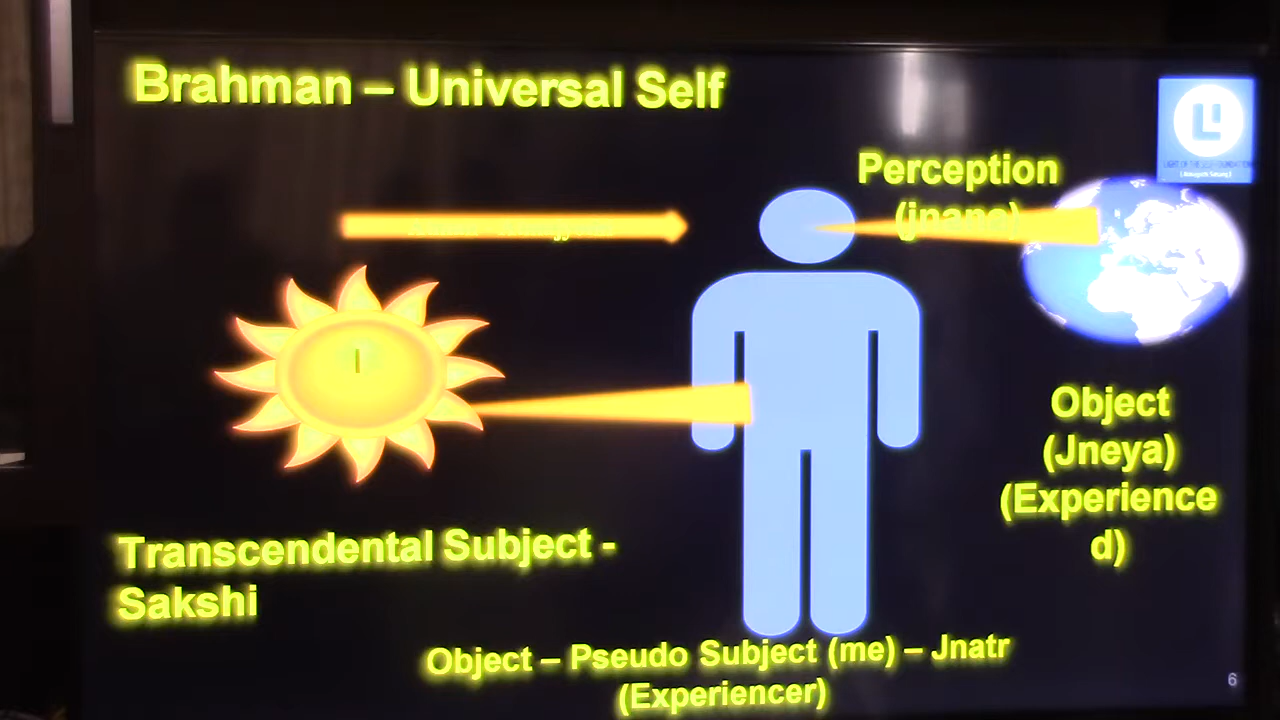 Brahman – Universal Self
Perception
(jnana)
Object
(Jneya)
(Experience
d)
Transcendental Subject -
Sakshi
Object – Pseudo Subject (me) – Jnatr
(Experiencer)
6